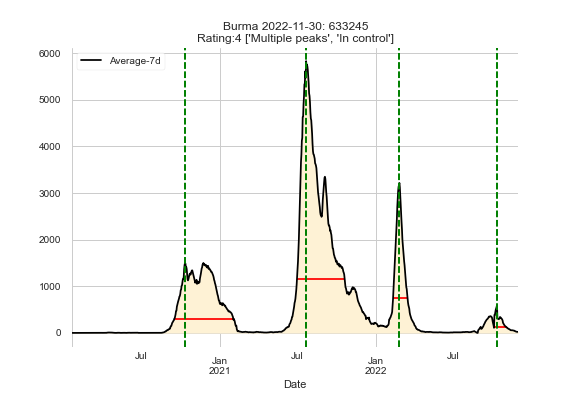 Burma 2022-11-30: 633245
Rating:4 ['Multiple peaks', 'In control']
Average-7d
6000
5000
4000
3000
2000
1000
0
Jul
Jan
2021
Jul
Jan
2022
Jul
Date